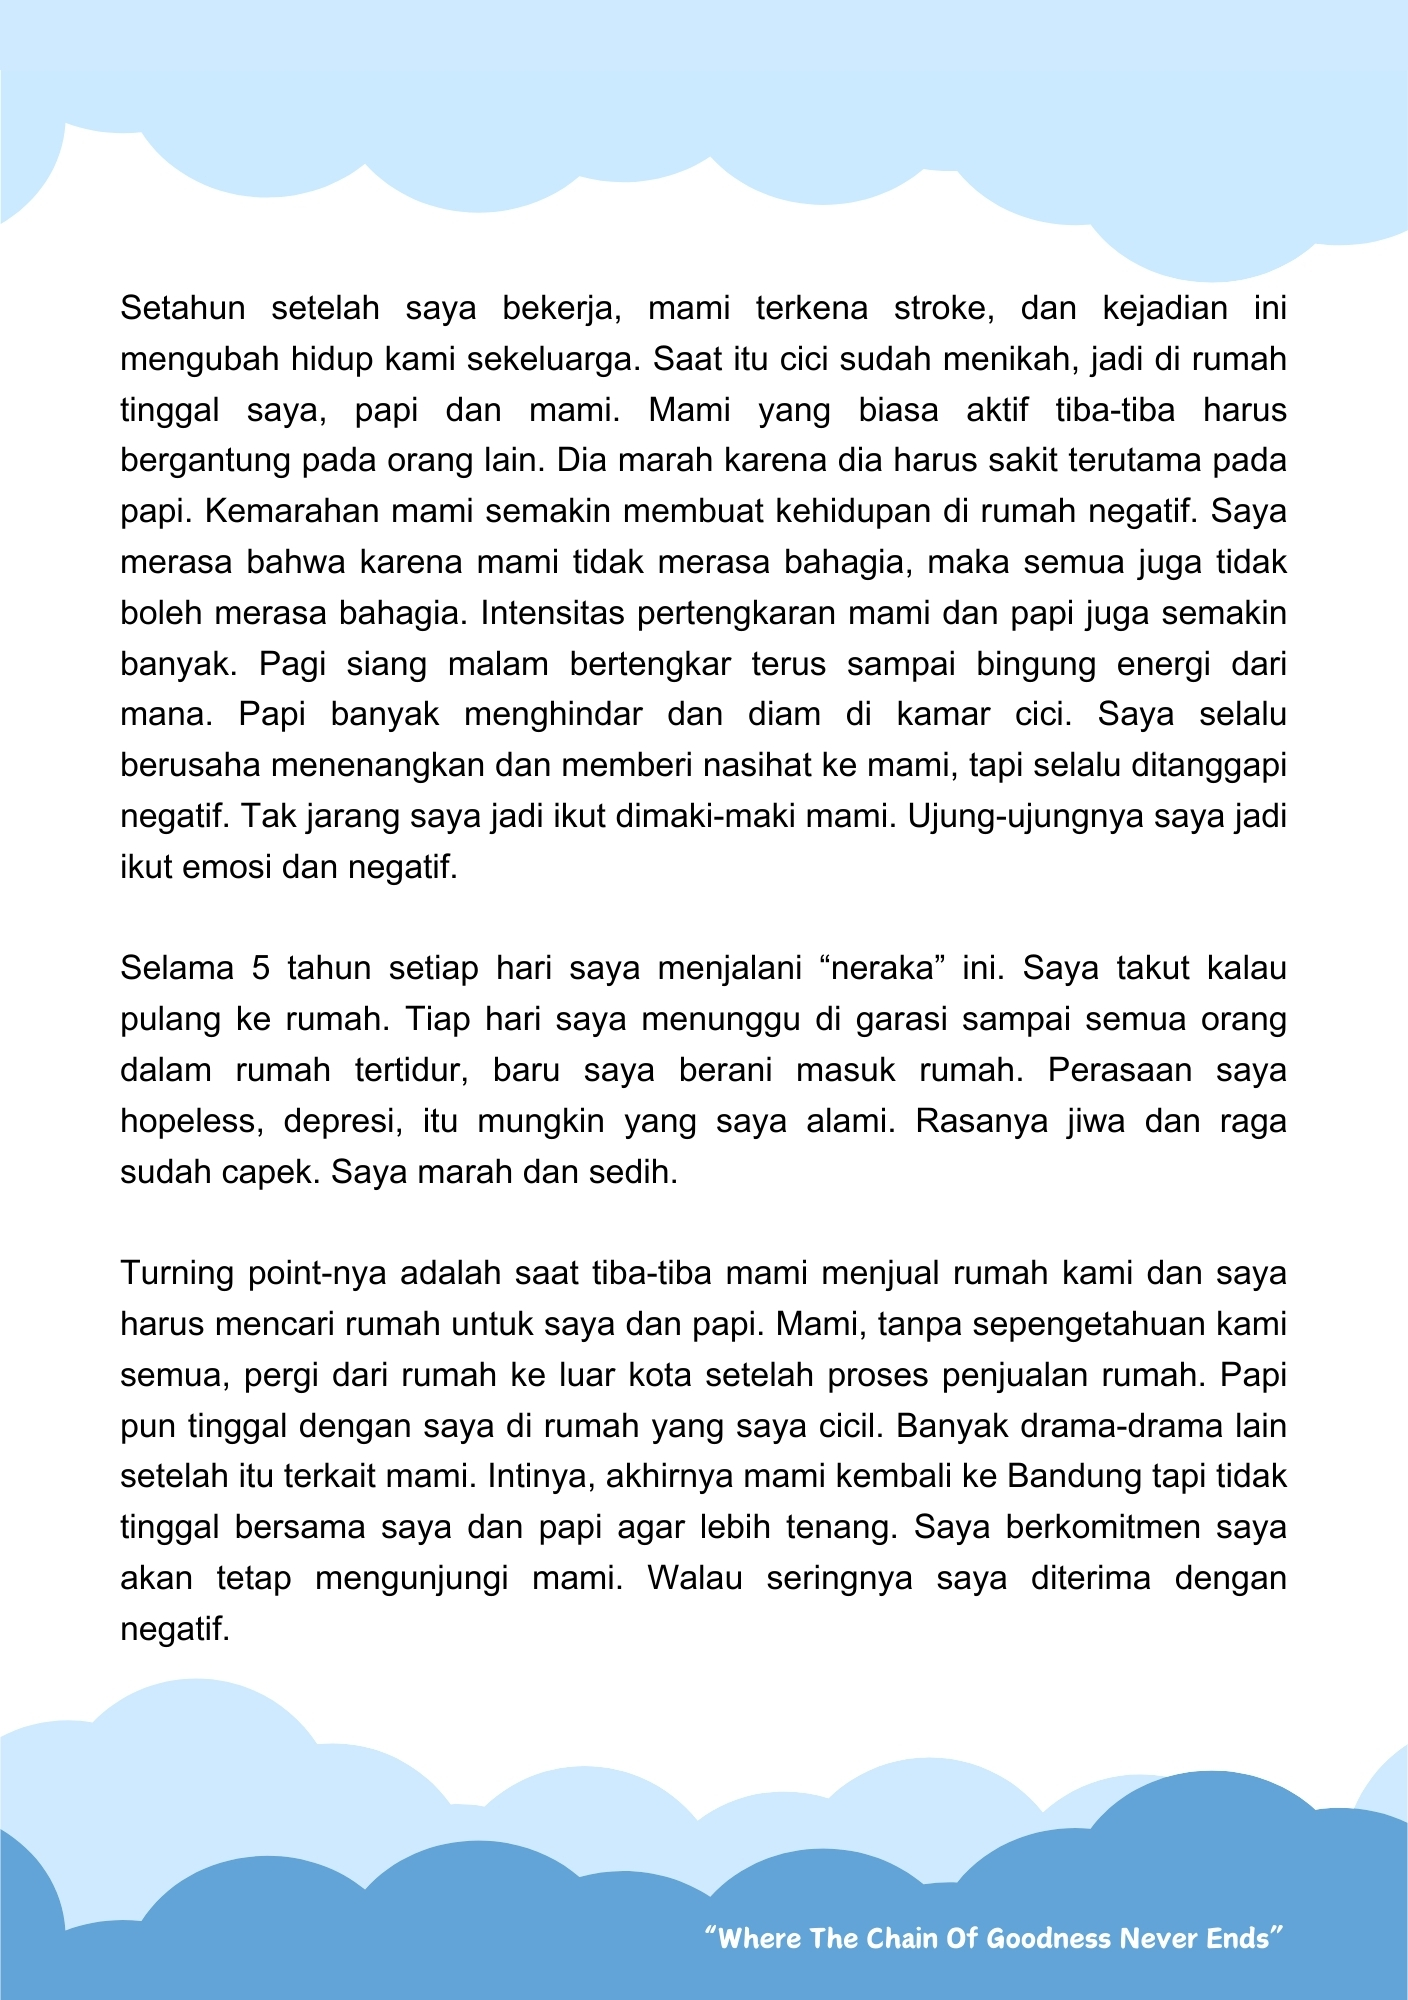 Setahun setelah saya bekerja, mami terkena stroke, dan kejadian ini
mengubah hidup kami sekeluarga. Saat itu cici sudah menikah, jadi di rumah
tinggal saya, papi dan mami. Mami yang biasa aktif tiba-tiba harus
bergantung pada orang lain. Dia marah karena dia harus sakit terutama pada
papi. Kemarahan mami semakin membuat kehidupan di rumah negatif. Saya
merasa bahwa karena mami tidak merasa bahagia, maka semua juga tidak
boleh merasa bahagia. Intensitas pertengkaran mami dan papi juga semakin
banyak. Pagi siang malam bertengkar terus sampai bingung energi dari
mana. Papi banyak menghindar dan diam di kamar cici. Saya selalu
berusaha menenangkan dan memberi nasihat ke mami, tapi selalu ditanggapi
negatif. Tak jarang saya jadi ikut dimaki-maki mami. Ujung-ujungnya saya jadi
ikut emosi dan negatif.
Selama 5 tahun setiap hari saya menjalani “neraka” ini. Saya takut kalau
pulang ke rumah. Tiap hari saya menunggu di garasi sampai semua orang
dalam rumah tertidur, baru saya berani masuk rumah. Perasaan saya
hopeless, depresi, itu mungkin yang saya alami. Rasanya jiwa dan raga
sudah capek. Saya marah dan sedih.
Turning point-nya adalah saat tiba-tiba mami menjual rumah kami dan saya
harus mencari rumah untuk saya dan papi. Mami, tanpa sepengetahuan kami
semua, pergi dari rumah ke luar kota setelah proses penjualan rumah. Papi
pun tinggal dengan saya di rumah yang saya cicil. Banyak drama-drama lain
setelah itu terkait mami. Intinya, akhirnya mami kembali ke Bandung tapi tidak
tinggal bersama saya dan papi agar lebih tenang. Saya berkomitmen saya
akan tetap mengunjungi mami. Walau seringnya saya diterima dengan
negatif.
“Where The Chain Of Goodness Never Ends”